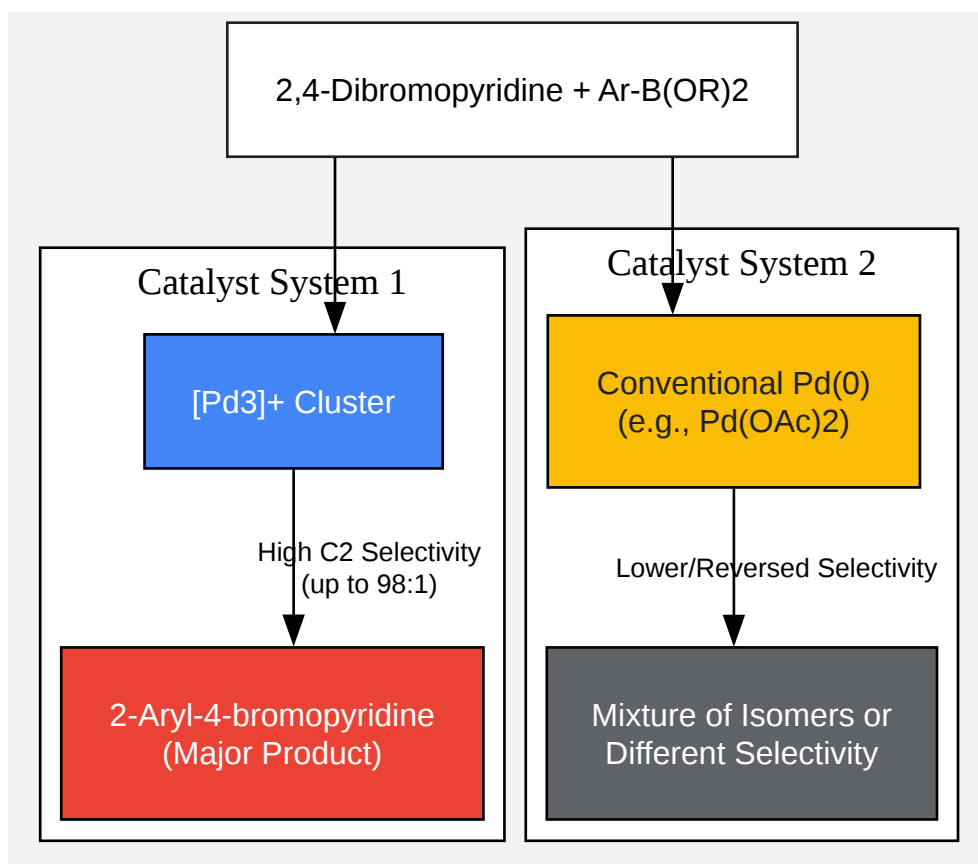 2,4-Dibromopyridine + Ar-B(OR)2
Catalyst System 1
[Pd3]+ Cluster
High C2 Selectivity
(up to 98:1)
2-Aryl-4-bromopyridine
(Major Product)
Catalyst System 2
Conventional Pd(0)
(e.g., Pd(OAc)2)
Lower/Reversed Selectivity
Mixture of Isomers or
Different Selectivity